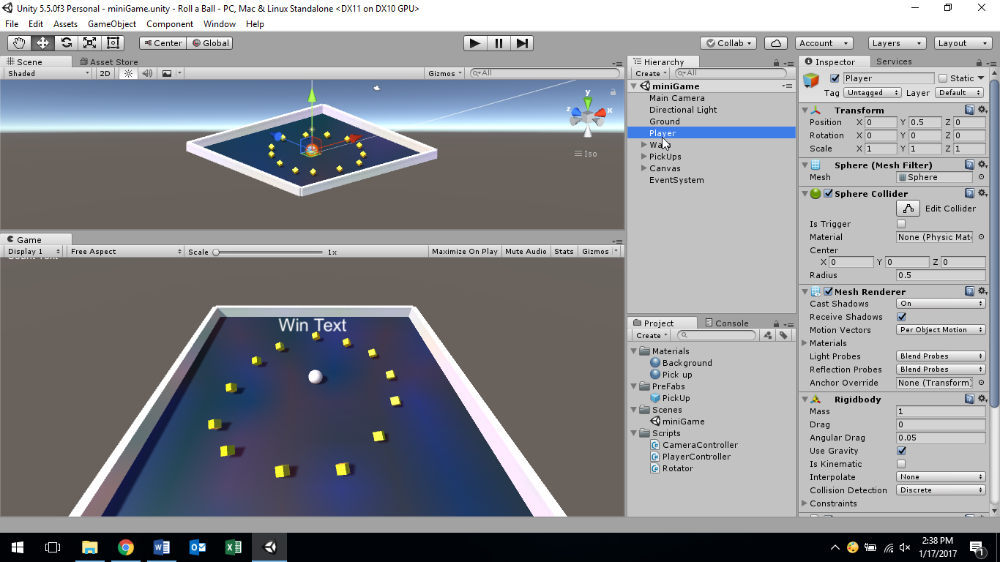 Unity 5.5.0f3 Personal - miniGame.unity - Roll a Ball - PC, Mac & Linux Standalone <DX11 on DX10 GPU>
File Edit Assets GameObject Component Window Help
Center Global Collab Account Layers Layout
Scene Asset Store
Shaded 2D Gizmos All
y
z x
Iso
Game
Display 1 Free Aspect Scale 1x Maximize On Play Mute Audio Stats Gizmos
Count Text
Win Text
Hierarchy
Create All
miniGame
Main Camera
Directional Light
Ground
Player
PickUps
Canvas
EventSystem
Project Console
Create
Materials
Background
Pick up
PreFabs
PickUp
Scenes
miniGame
Scripts
CameraController
PlayerController
Rotator
Inspector Services
Player Static
Tag Untagged Layer Default
Transform
Position X 0 Y 0.5 Z 0
Rotation X 0 Y 0 Z 0
Scale X 1 Y 1 Z 1
Sphere (Mesh Filter)
Mesh Sphere
Sphere Collider
Edit Collider
Is Trigger
Material None (Physic Mat
Center
X 0 Y 0 Z 0
Radius 0.5
Mesh Renderer
Cast Shadows On
Receive Shadows
Motion Vectors Per Object Motion
Materials
Light Probes Blend Probes
Reflection Probes Blend Probes
Anchor Override None (Transform)
Rigidbody
Mass 1
Drag 0
Angular Drag 0.05
Use Gravity
Is Kinematic
Interpolate None
Collision Detection Discrete
Constraints
2:38 PM
1/17/2017
1